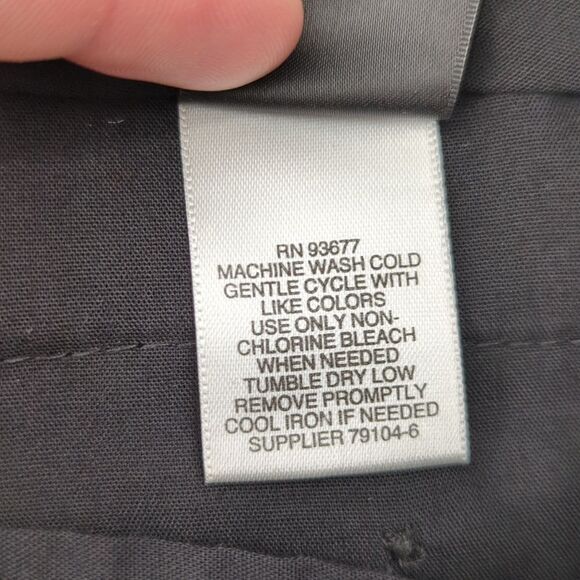 RN 93677
MACHINE WASH COLD
GENTLE CYCLE WITH
LIKE COLORS
USE ONLY NON-
CHLORINE BLEACH
WHEN NEEDED
TUMBLE DRY LOW
REMOVE PROMPTLY
COOL IRON IF NEEDED
SUPPLIER 79104-6